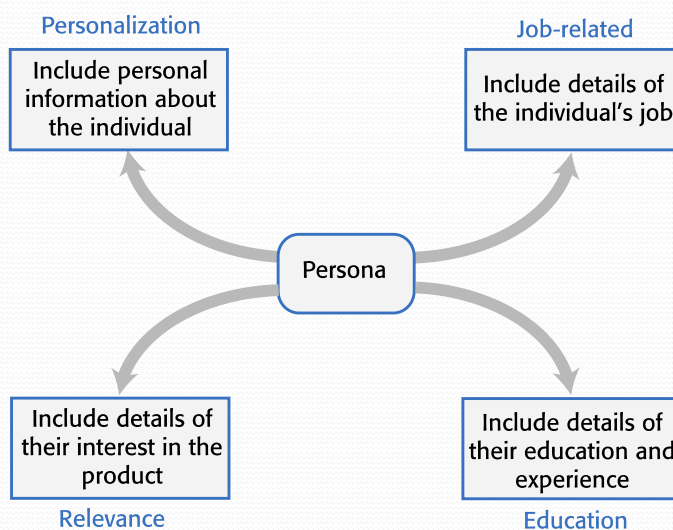 Personalization
Include personal
information about
the individual
Job-related
Include details of
the individual's job
Persona
Include details of
their interest in the
product
Relevance
Include details of
their education and
experience
Education